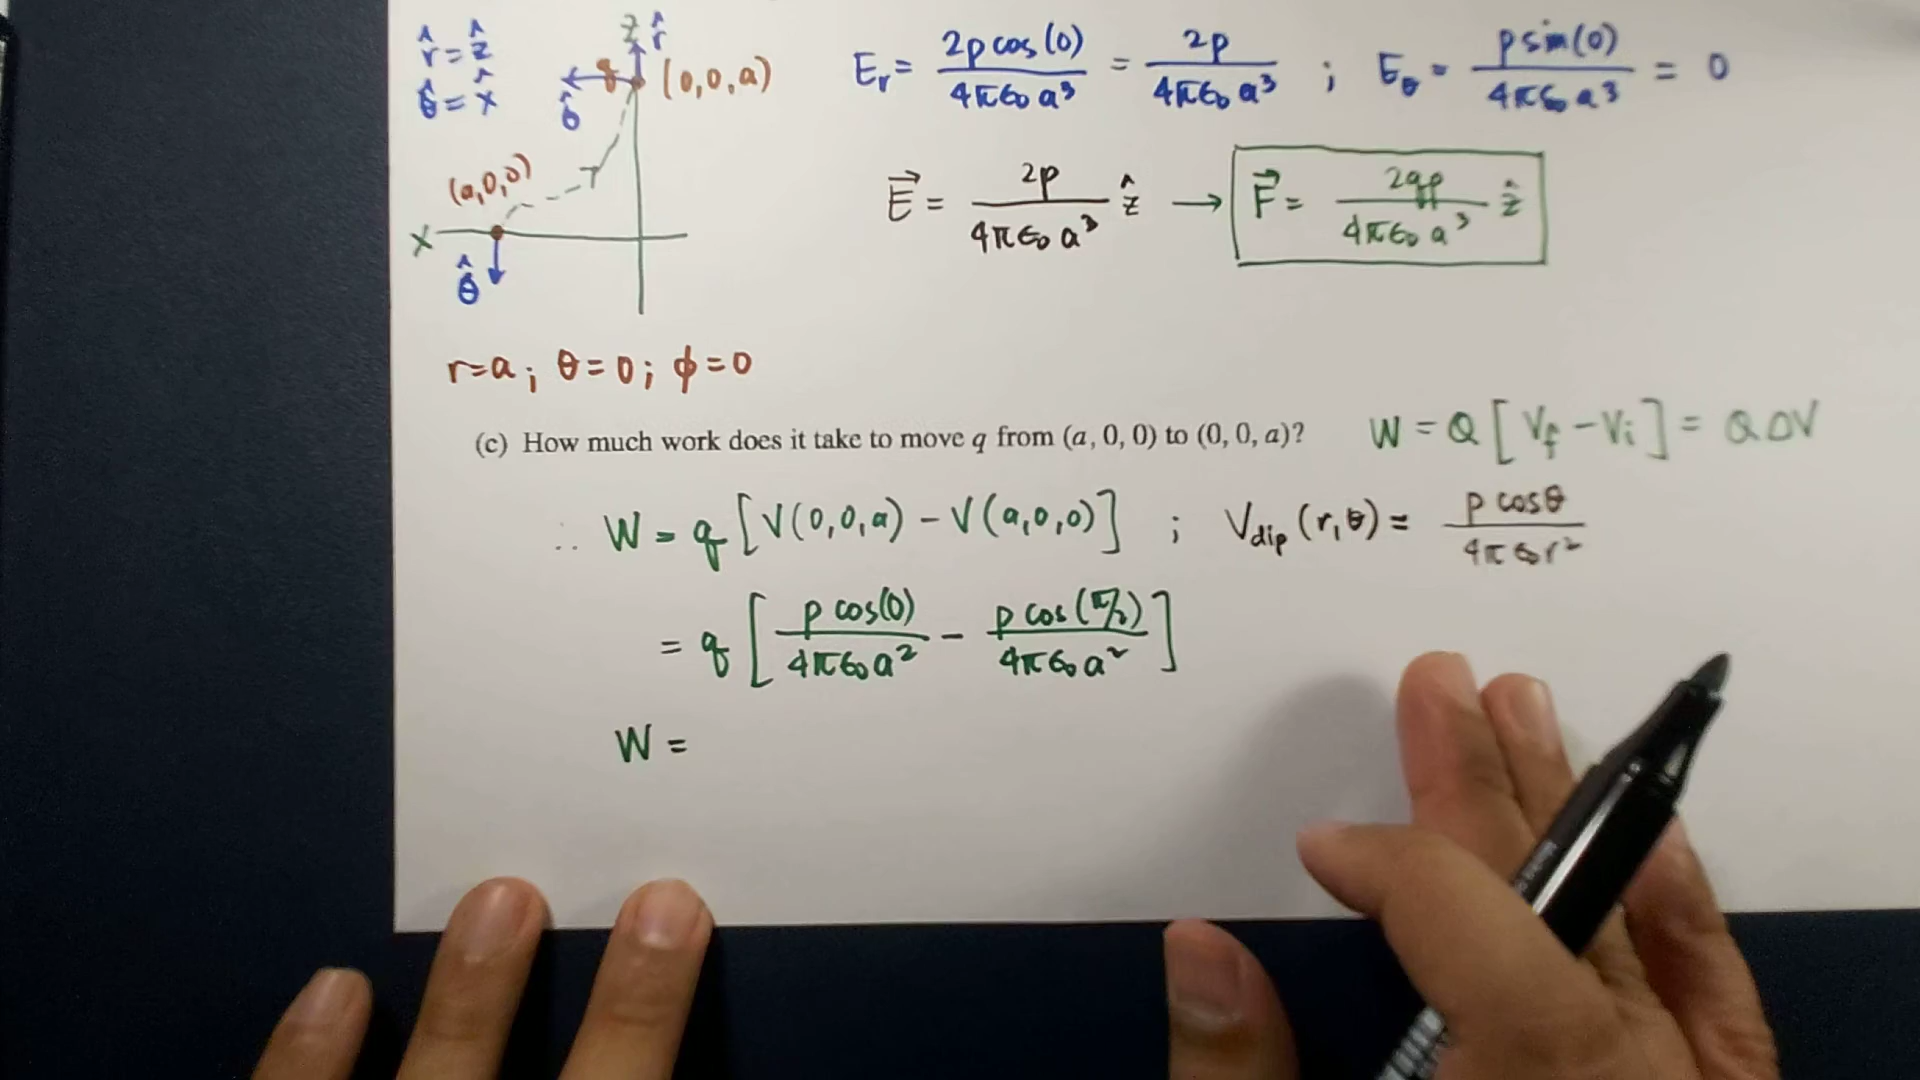 r̂ = ẑ
θ̂ = x̂
z r̂
q (0,0,a)
θ̂
(a,0,0)
x
θ̂
E_r = 2p cos(0) / 4πε₀a³ = 2p / 4πε₀a³ ; E_θ = p sin(0) / 4πε₀a³ = 0
E⃗ = 2p / 4πε₀a³ ẑ → F⃗ = 2qp / 4πε₀a³ ẑ
r=a ; θ=0 ; φ=0
(c) How much work does it take to move q from (a, 0, 0) to (0, 0, a)? W = Q [V_f − V_i] = QΔV
∴ W = q [V(0,0,a) − V(a,0,0)] ; V_dip (r,θ) = p cosθ / 4πε₀r²
= q [ p cos(0) / 4πε₀a² − p cos(π/2) / 4πε₀a² ]
W =